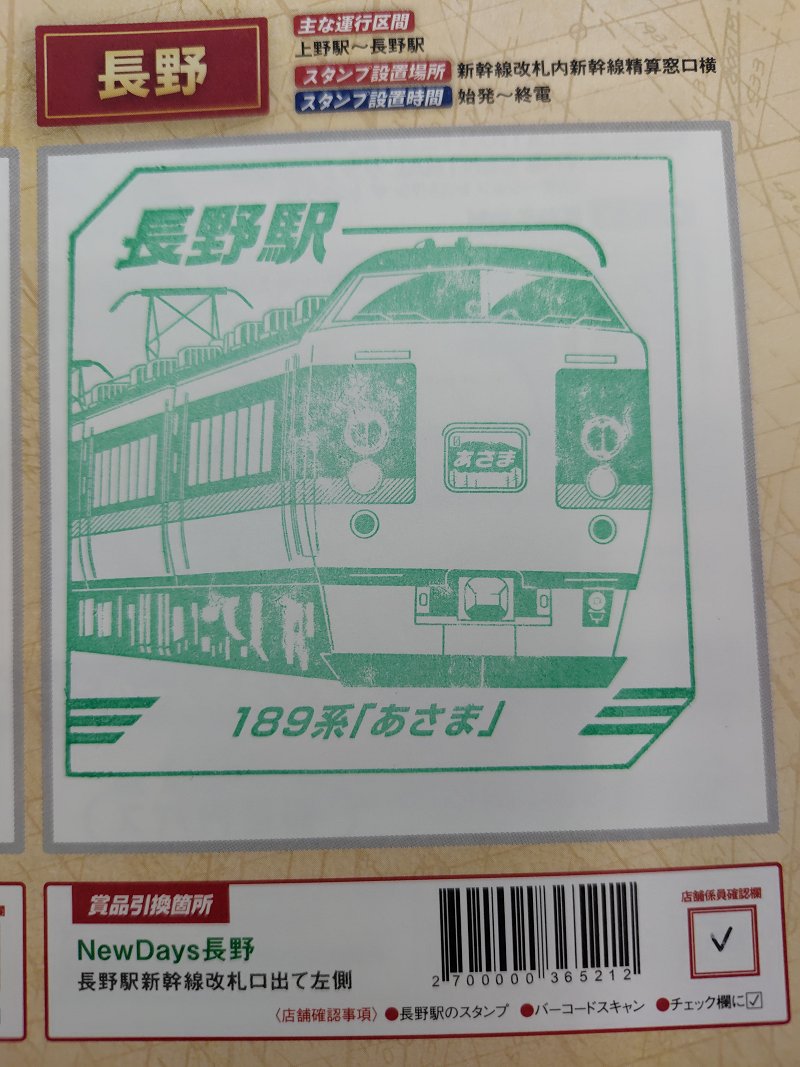 長野
主な運行区間
上野駅～長野駅
スタンプ設置場所 新幹線改札内新幹線精算窓口横
スタンプ設置時間 始発～終電
長野駅
あさま
189系「あさま」
賞品引換箇所
NewDays長野
長野駅新幹線改札口出て左側
2 700000 365212
店舗係員確認欄
〈店舗確認事項〉 ●長野駅のスタンプ ●バーコードスキャン ●チェック欄に☑